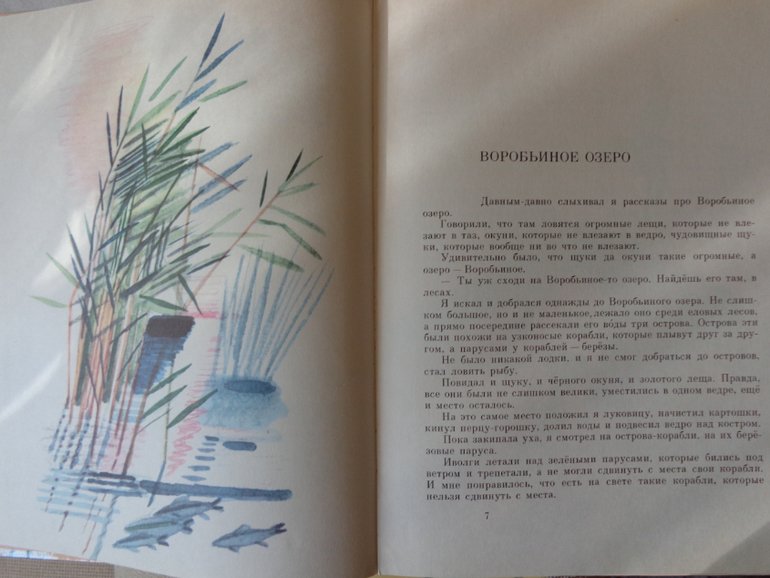 ВОРОБЬИНОЕ ОЗЕРО
Давным-давно слыхивал я рассказы про Воробьиное
озеро.
Говорили, что там ловятся огромные лещи, которые не вле-
зают в таз, окуни, которые не влезают в ведро, чудовищные щу-
ки, которые вообще ни во что не влезают.
Удивительно было, что щуки да окуни такие огромные, а
озеро — Воробьиное.
— Ты уж сходи на Воробьиное-то озеро. Найдёшь его там, в
лесах.
Я искал и добрался однажды до Воробьиного озера. Не слиш-
ком большое, но и не маленькое, лежало оно среди еловых лесов,
а прямо посередине рассекали его во́ды три острова. Острова эти
были похожи на узконосые корабли, которые плывут друг за дру-
гом, а парусами у кораблей — берёзы.
Не было никакой лодки, и я не смог добраться до островов,
стал ловить рыбу.
Повидал и щуку, и чёрного окуня, и золотого леща. Правда,
все они были не слишком велики, уместились в одном ведре, ещё
и место осталось.
На это самое место положил я луковицу, начистил картошки,
кинул перцу-горошку, долил воды и подвесил ведро над костром.
Пока закипала уха, я смотрел на острова-корабли, на их берё-
зовые паруса.
Иволги летали над зелёными парусами, которые бились под
ветром и трепетали, а не могли сдвинуть с места свои корабли.
И мне понравилось, что есть на свете такие корабли, которые
нельзя сдвинуть с места.
7